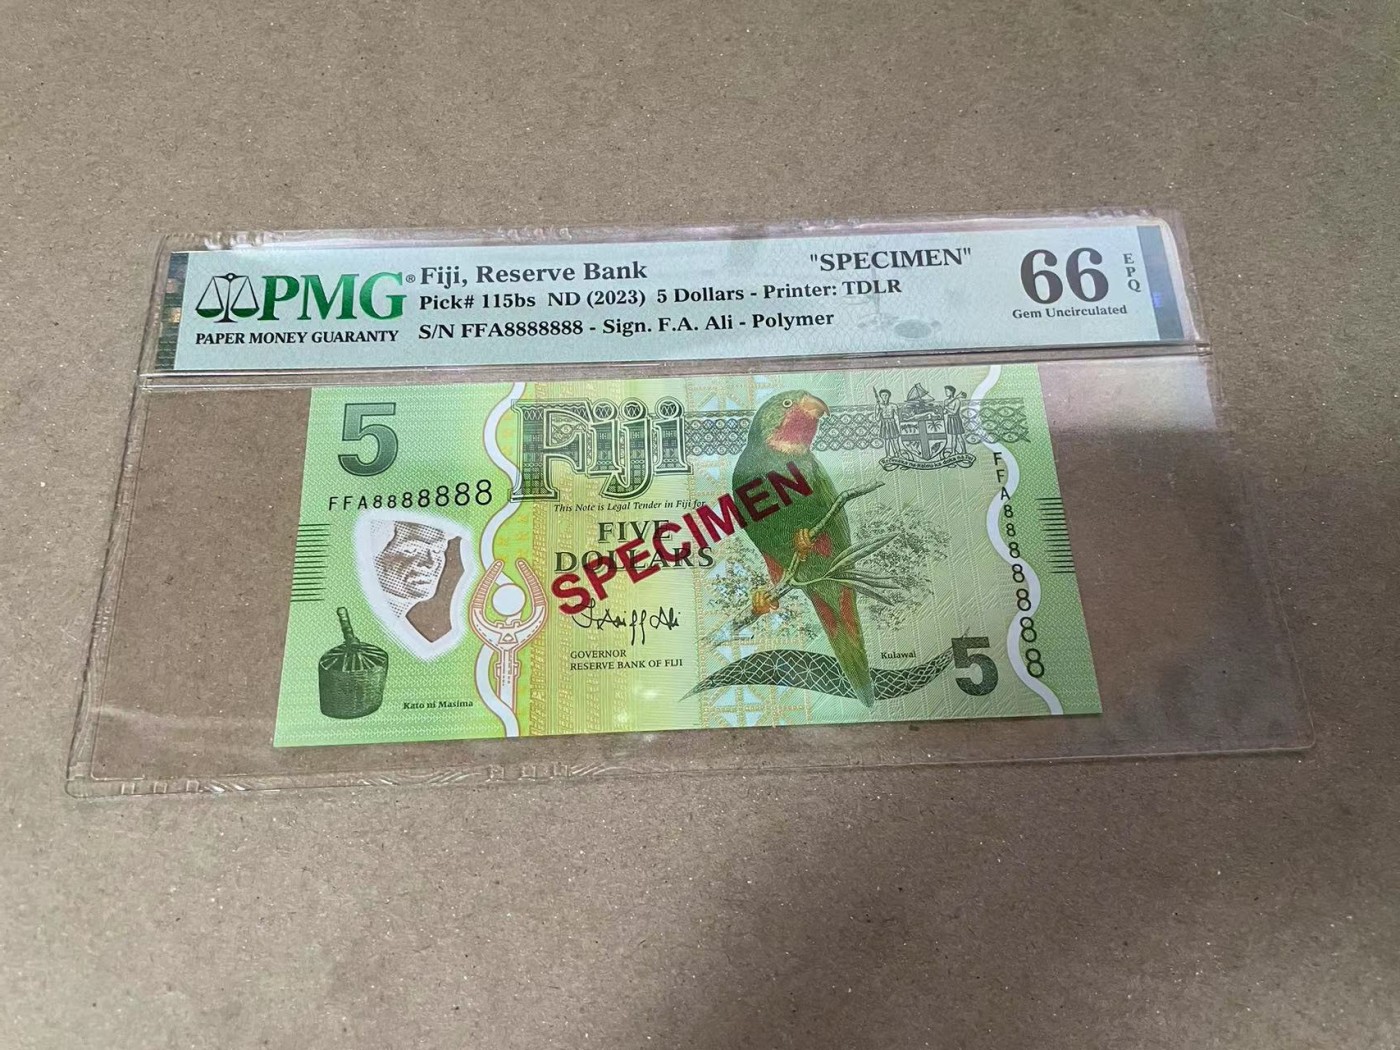 PMG®
PAPER MONEY GUARANTY
Fiji, Reserve Bank
"SPECIMEN"
Pick# 115bs ND (2023) 5 Dollars - Printer: TDLR
S/N FFA8888888 - Sign. F.A. Ali - Polymer
66
EPQ
Gem Uncirculated
5
Fiji
FFA8888888
This Note is Legal Tender in Fiji for
FIVE
DOLLARS
SPECIMEN
GOVERNOR
RESERVE BANK OF FIJI
Kato ni Masima
Kulawai
5
FFA8888888